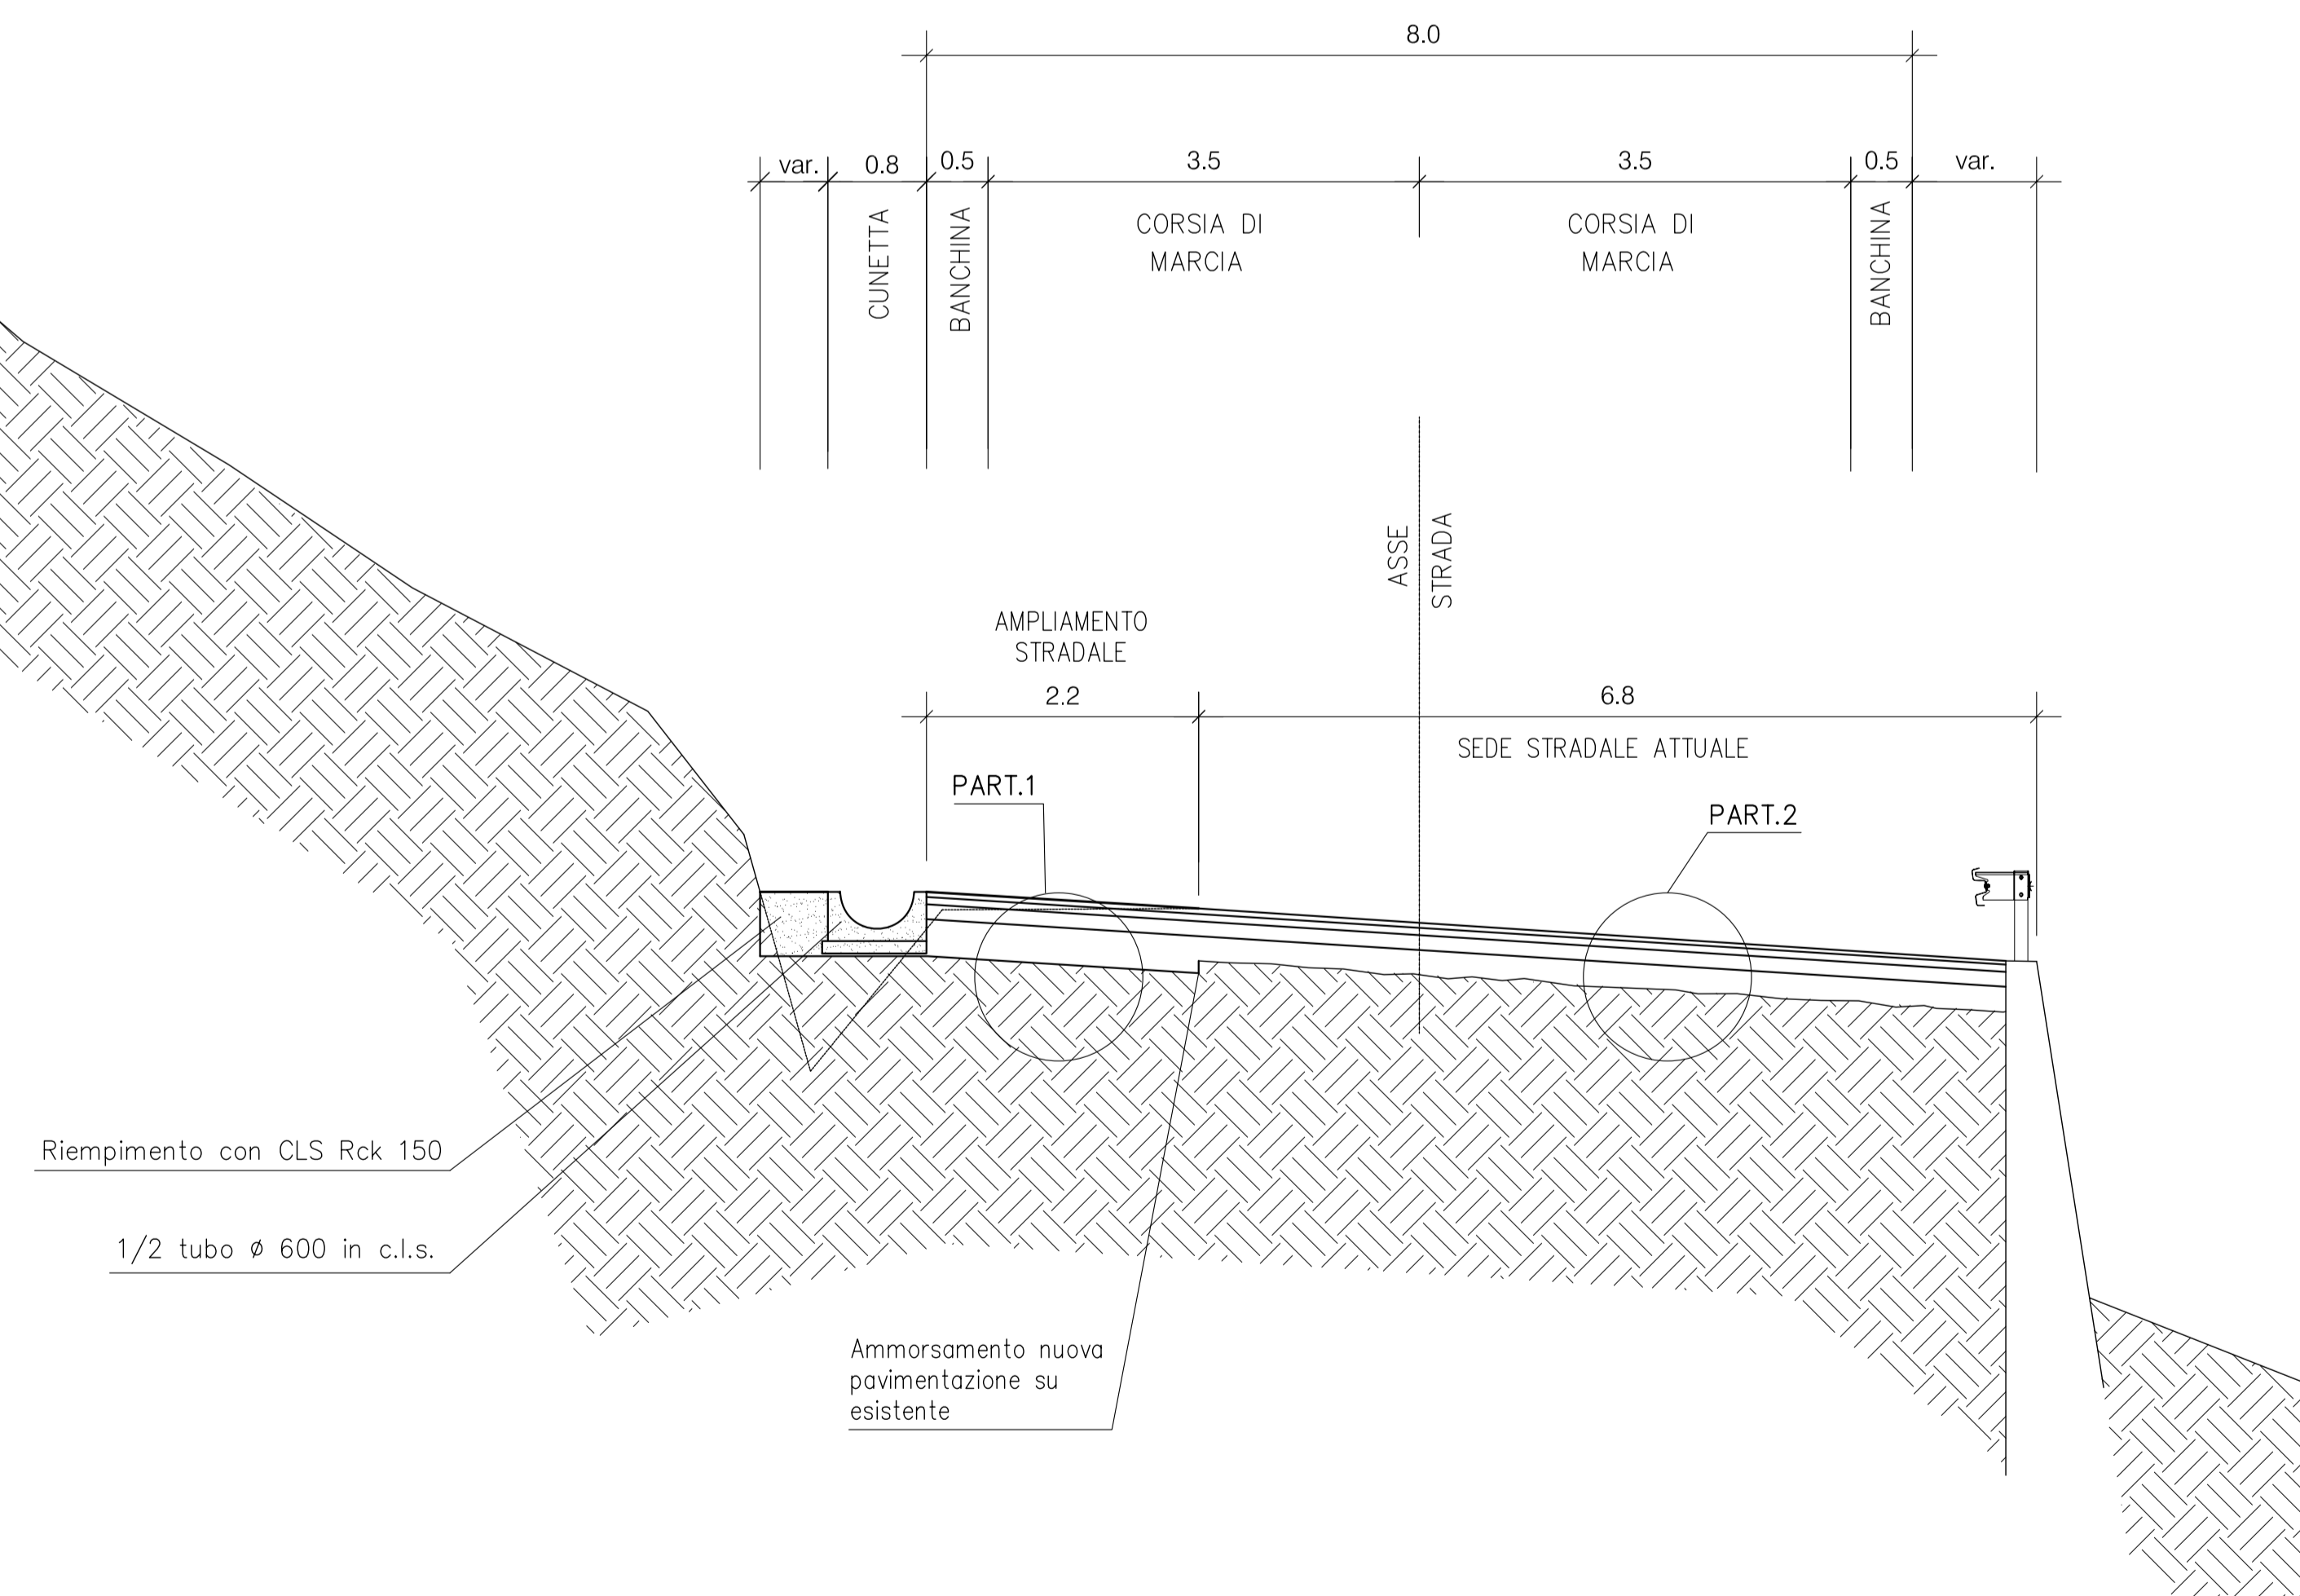 8.0
var.
0.8
0.5
3.5
3.5
0.5
var.
CUNETTA
BANCHINA
CORSIA DI
MARCIA
CORSIA DI
MARCIA
BANCHINA
ASSE
STRADA
AMPLIAMENTO
STRADALE
2.2
6.8
SEDE STRADALE ATTUALE
PART.1
PART.2
Riempimento con CLS Rck 150
1/2 tubo ø 600 in c.l.s.
Ammorsamento nuova
pavimentazione su
esistente